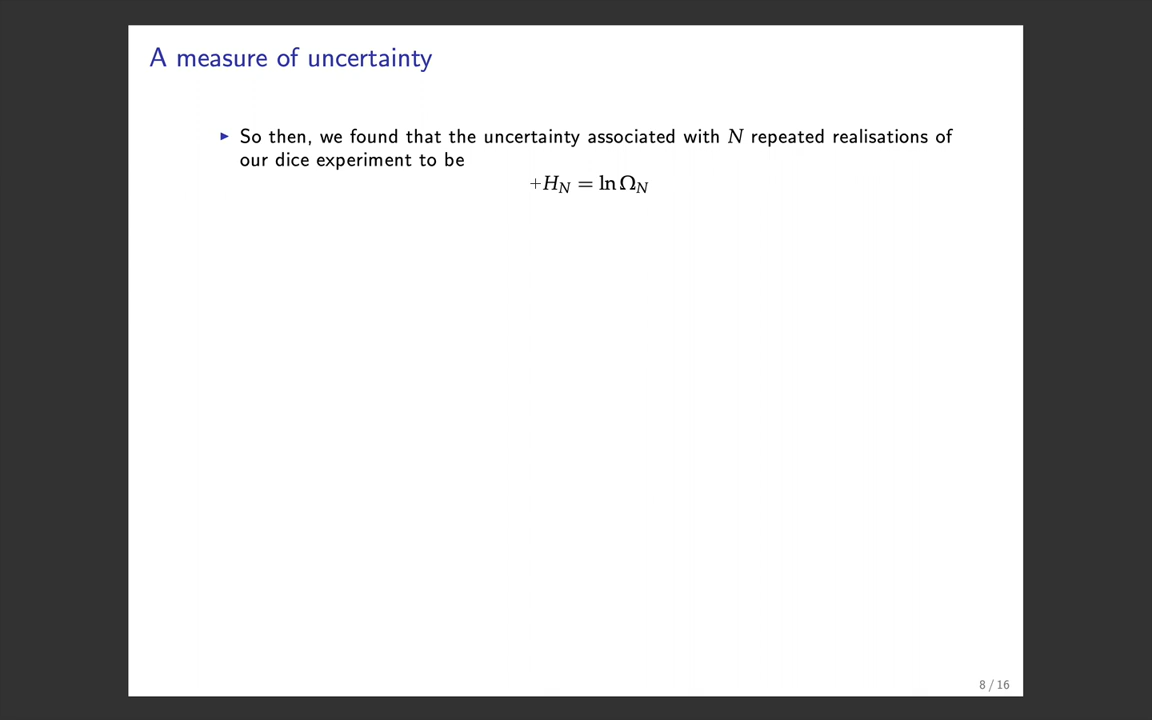 A measure of uncertainty
▶ So then, we found that the uncertainty associated with N repeated realisations of
our dice experiment to be
+H_N = ln Ω_N
8 / 16